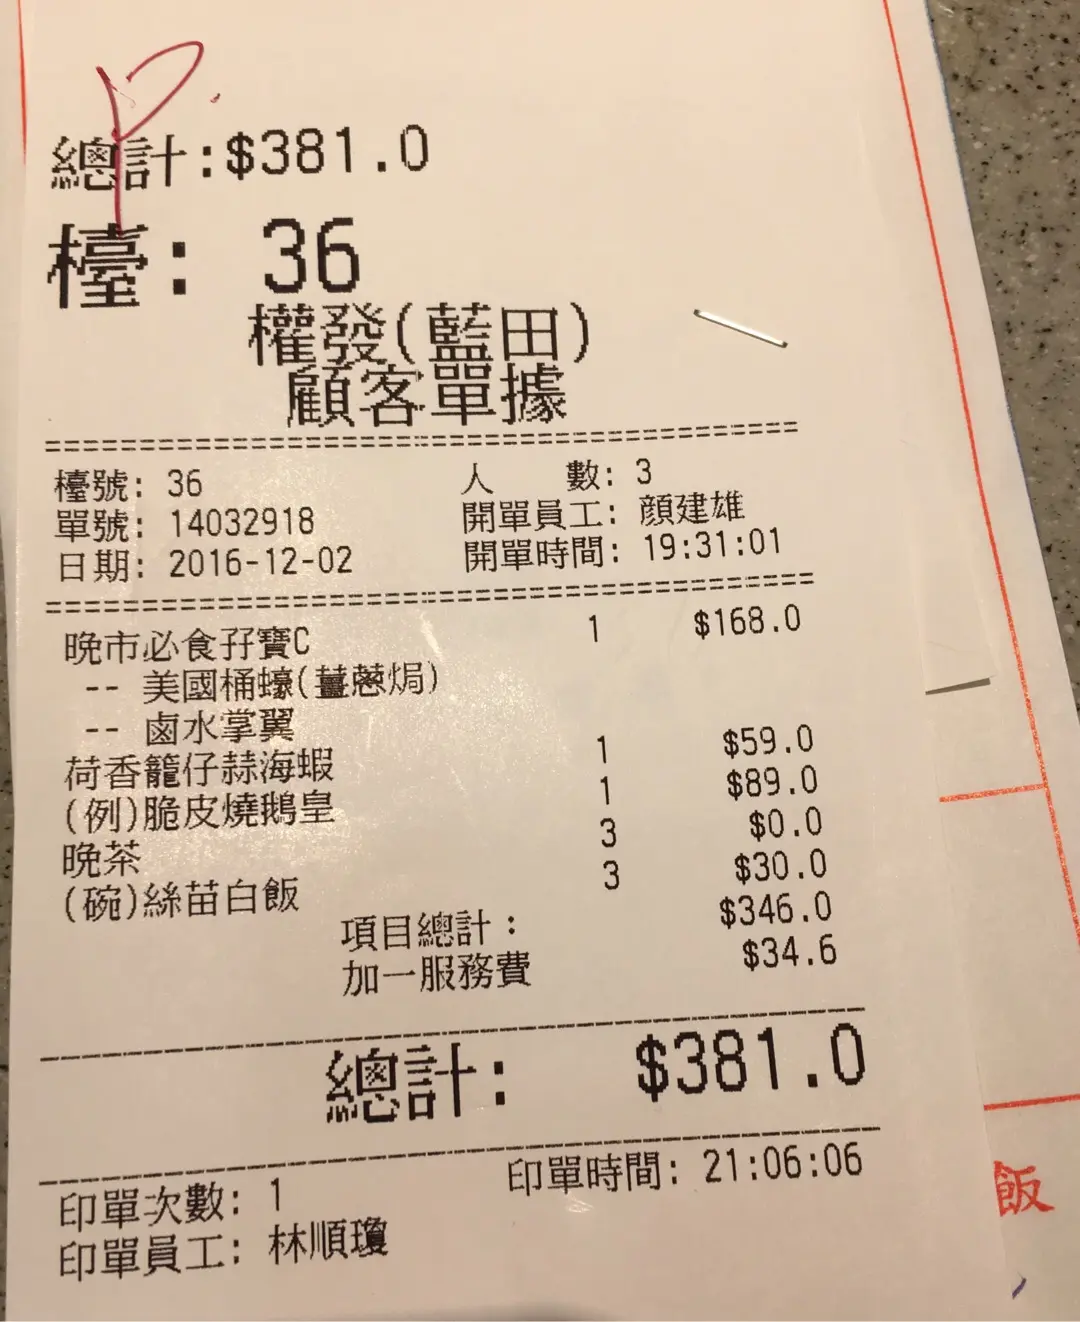 總計:$381.0
檯: 36
權發(藍田)
顧客單據
檯號: 36 人 數: 3
單號: 14032918 開單員工: 顏建雄
日期: 2016-12-02 開單時間: 19:31:01
晚市必食孖寶C 1 $168.0
-- 美國桶蠔(薑蔥焗)
-- 鹵水掌翼
荷香籠仔蒜海蝦 1 $59.0
(例)脆皮燒鵝皇 1 $89.0
晚茶 3 $0.0
(碗)絲苗白飯 3 $30.0
項目總計: $346.0
加一服務費 $34.6
總計: $381.0
印單次數: 1 印單時間: 21:06:06
印單員工: 林順瓊
飯